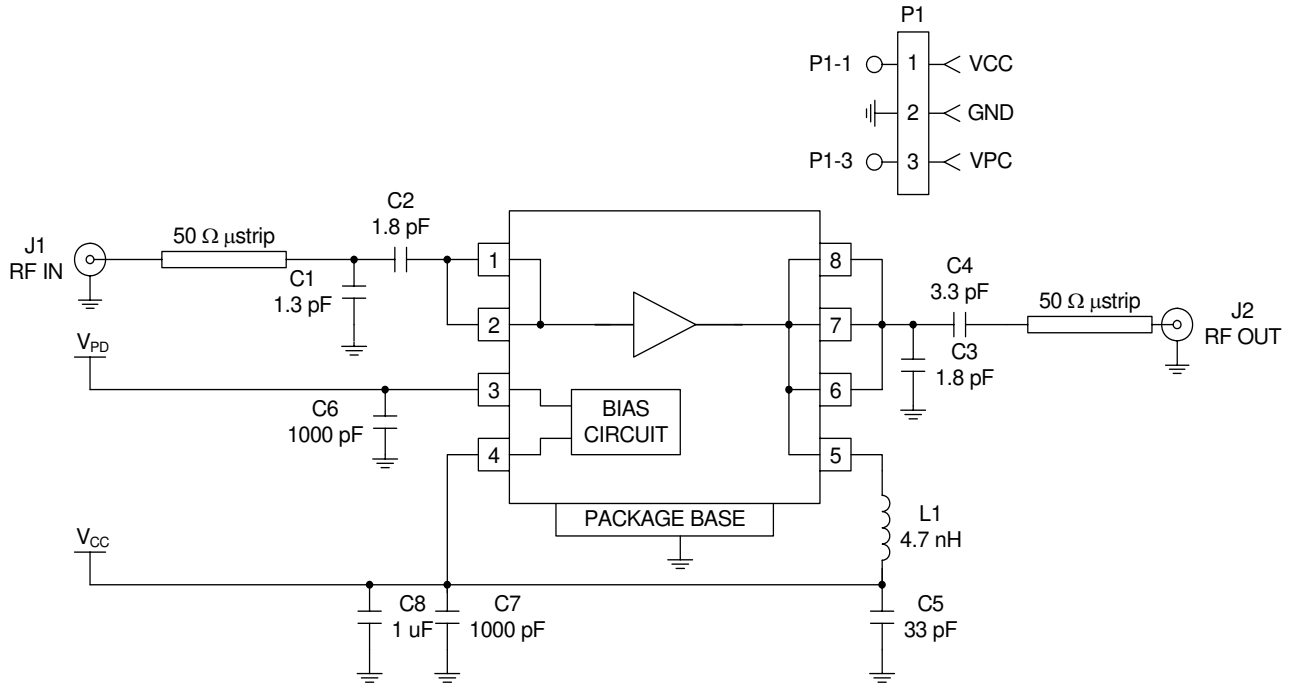 P1
P1-1
1
VCC
2
GND
P1-3
3
VPC
J1
RF IN
50 Ω μstrip
C2
1.8 pF
C1
1.3 pF
1
2
3
4
8
7
6
5
C4
3.3 pF
50 Ω μstrip
J2
RF OUT
C3
1.8 pF
VPD
C6
1000 pF
BIAS
CIRCUIT
PACKAGE BASE
L1
4.7 nH
VCC
C8
1 uF
C7
1000 pF
C5
33 pF